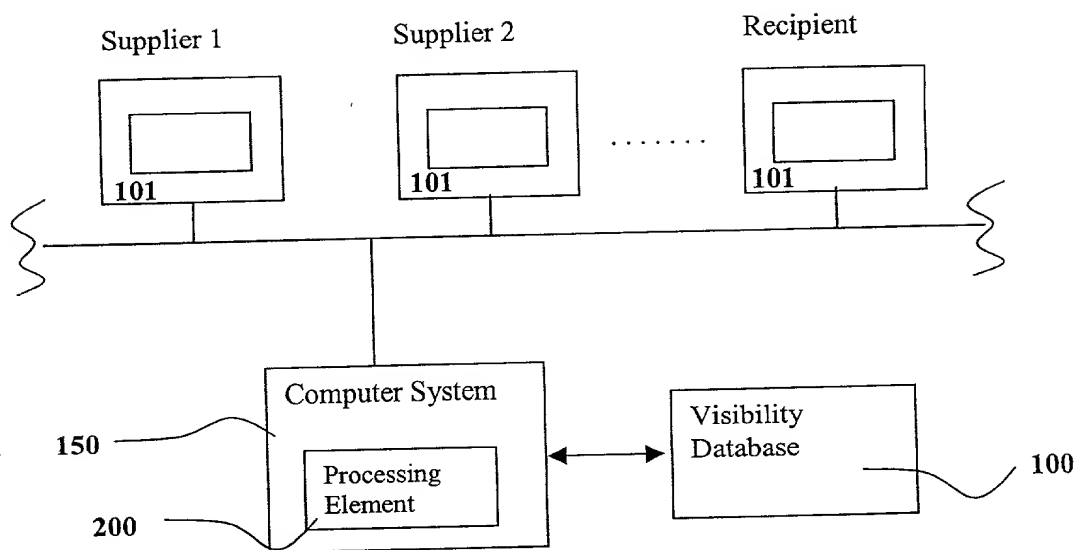 Supplier 1
Supplier 2
Recipient
101
101
.......
101
Computer System
Visibility
Database
150
Processing
Element
100
200